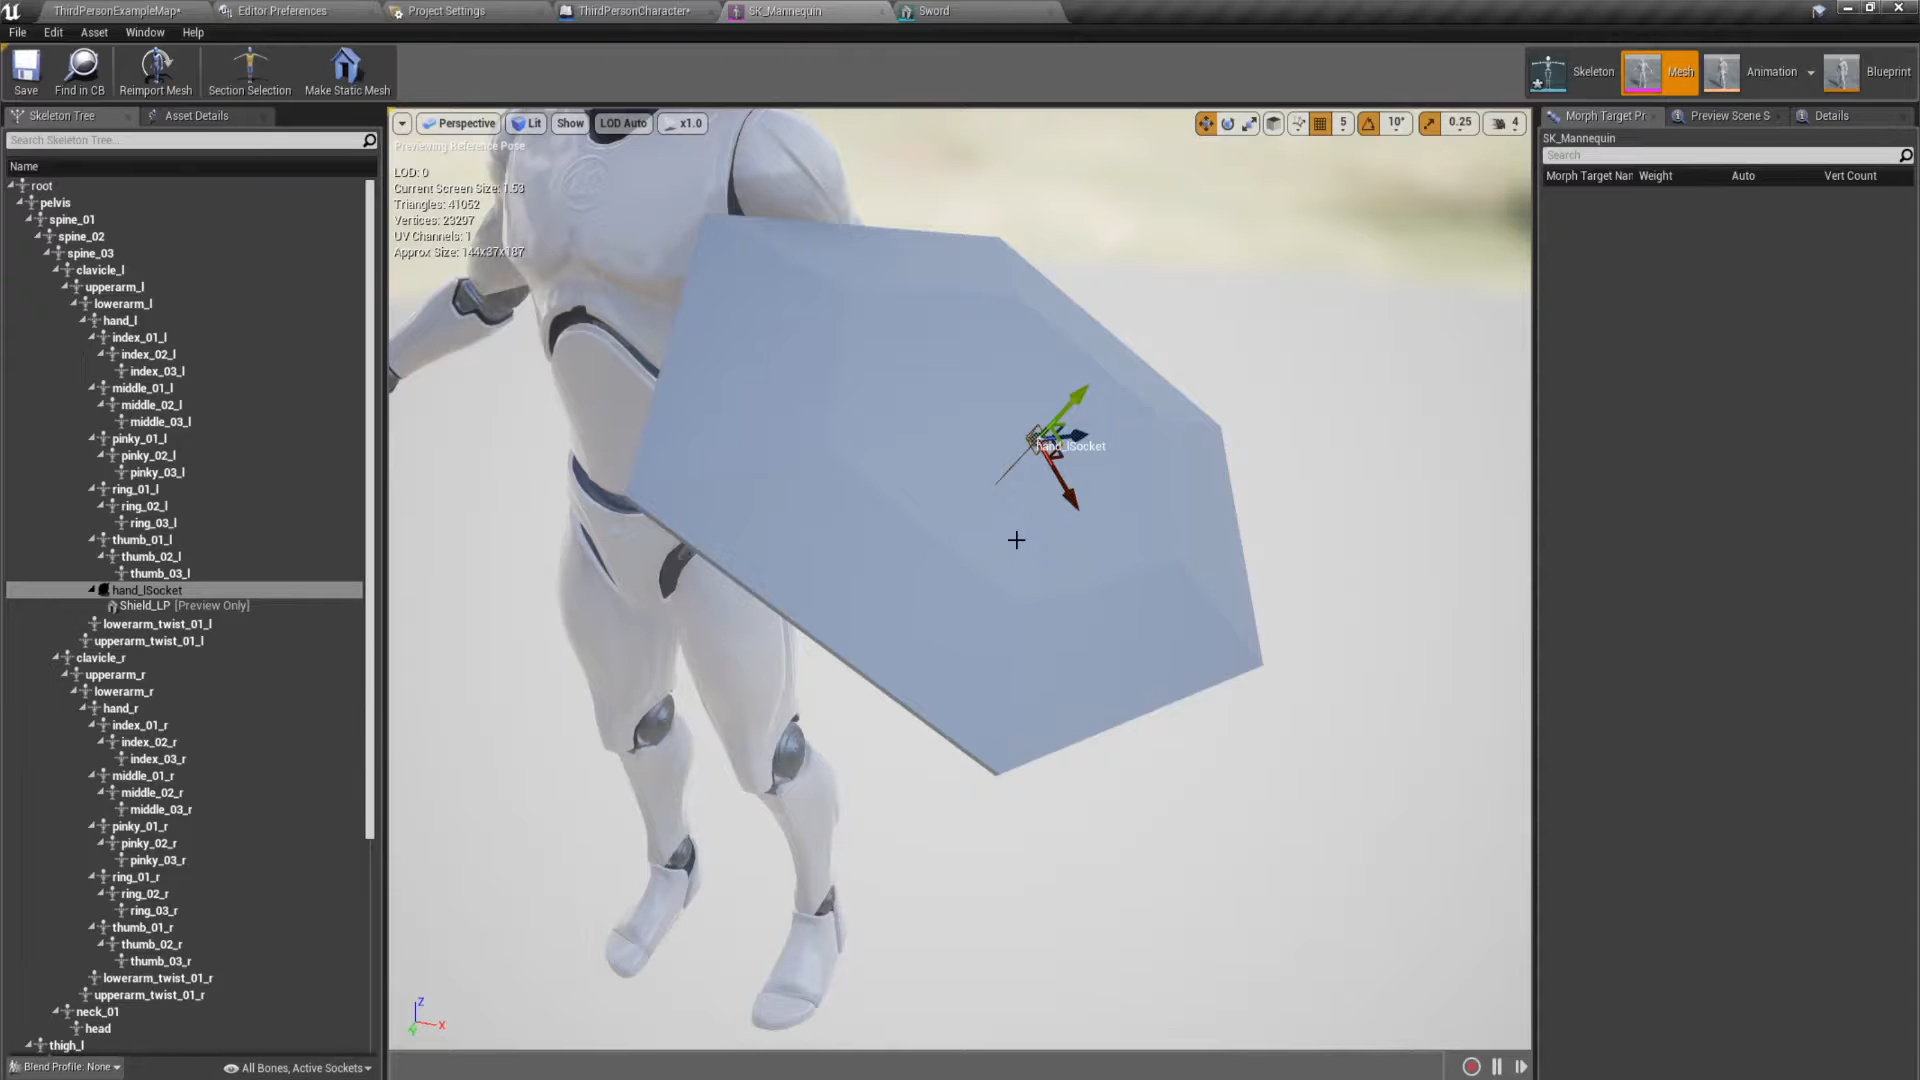 ThirdPersonExampleMap*
Editor Preferences
Project Settings
ThirdPersonCharacter*
SK_Mannequin
Sword
File Edit Asset Window Help
Save
Find in CB
Reimport Mesh
Section Selection
Make Static Mesh
Skeleton
Mesh
Animation
Blueprint
Skeleton Tree
Asset Details
Search Skeleton Tree...
Name
root
pelvis
spine_01
spine_02
spine_03
clavicle_l
upperarm_l
lowerarm_l
hand_l
index_01_l
index_02_l
index_03_l
middle_01_l
middle_02_l
middle_03_l
pinky_01_l
pinky_02_l
pinky_03_l
ring_01_l
ring_02_l
ring_03_l
thumb_01_l
thumb_02_l
thumb_03_l
hand_lSocket
Shield_LP [Preview Only]
lowerarm_twist_01_l
upperarm_twist_01_l
clavicle_r
upperarm_r
lowerarm_r
hand_r
index_01_r
index_02_r
index_03_r
middle_01_r
middle_02_r
middle_03_r
pinky_01_r
pinky_02_r
pinky_03_r
ring_01_r
ring_02_r
ring_03_r
thumb_01_r
thumb_02_r
thumb_03_r
lowerarm_twist_01_r
upperarm_twist_01_r
neck_01
head
thigh_l
Blend Profile: None
All Bones, Active Sockets
Perspective
Lit
Show
LOD Auto
x1.0
5
10°
0.25
4
Previewing Reference Pose
LOD: 0
Current Screen Size: 1.53
Triangles: 41052
Vertices: 23297
UV Channels: 1
Approx Size: 144x37x187
hand_lSocket
Z
X
Y
Morph Target Pr
Preview Scene S
Details
SK_Mannequin
Search
Morph Target Nar Weight Auto Vert Count